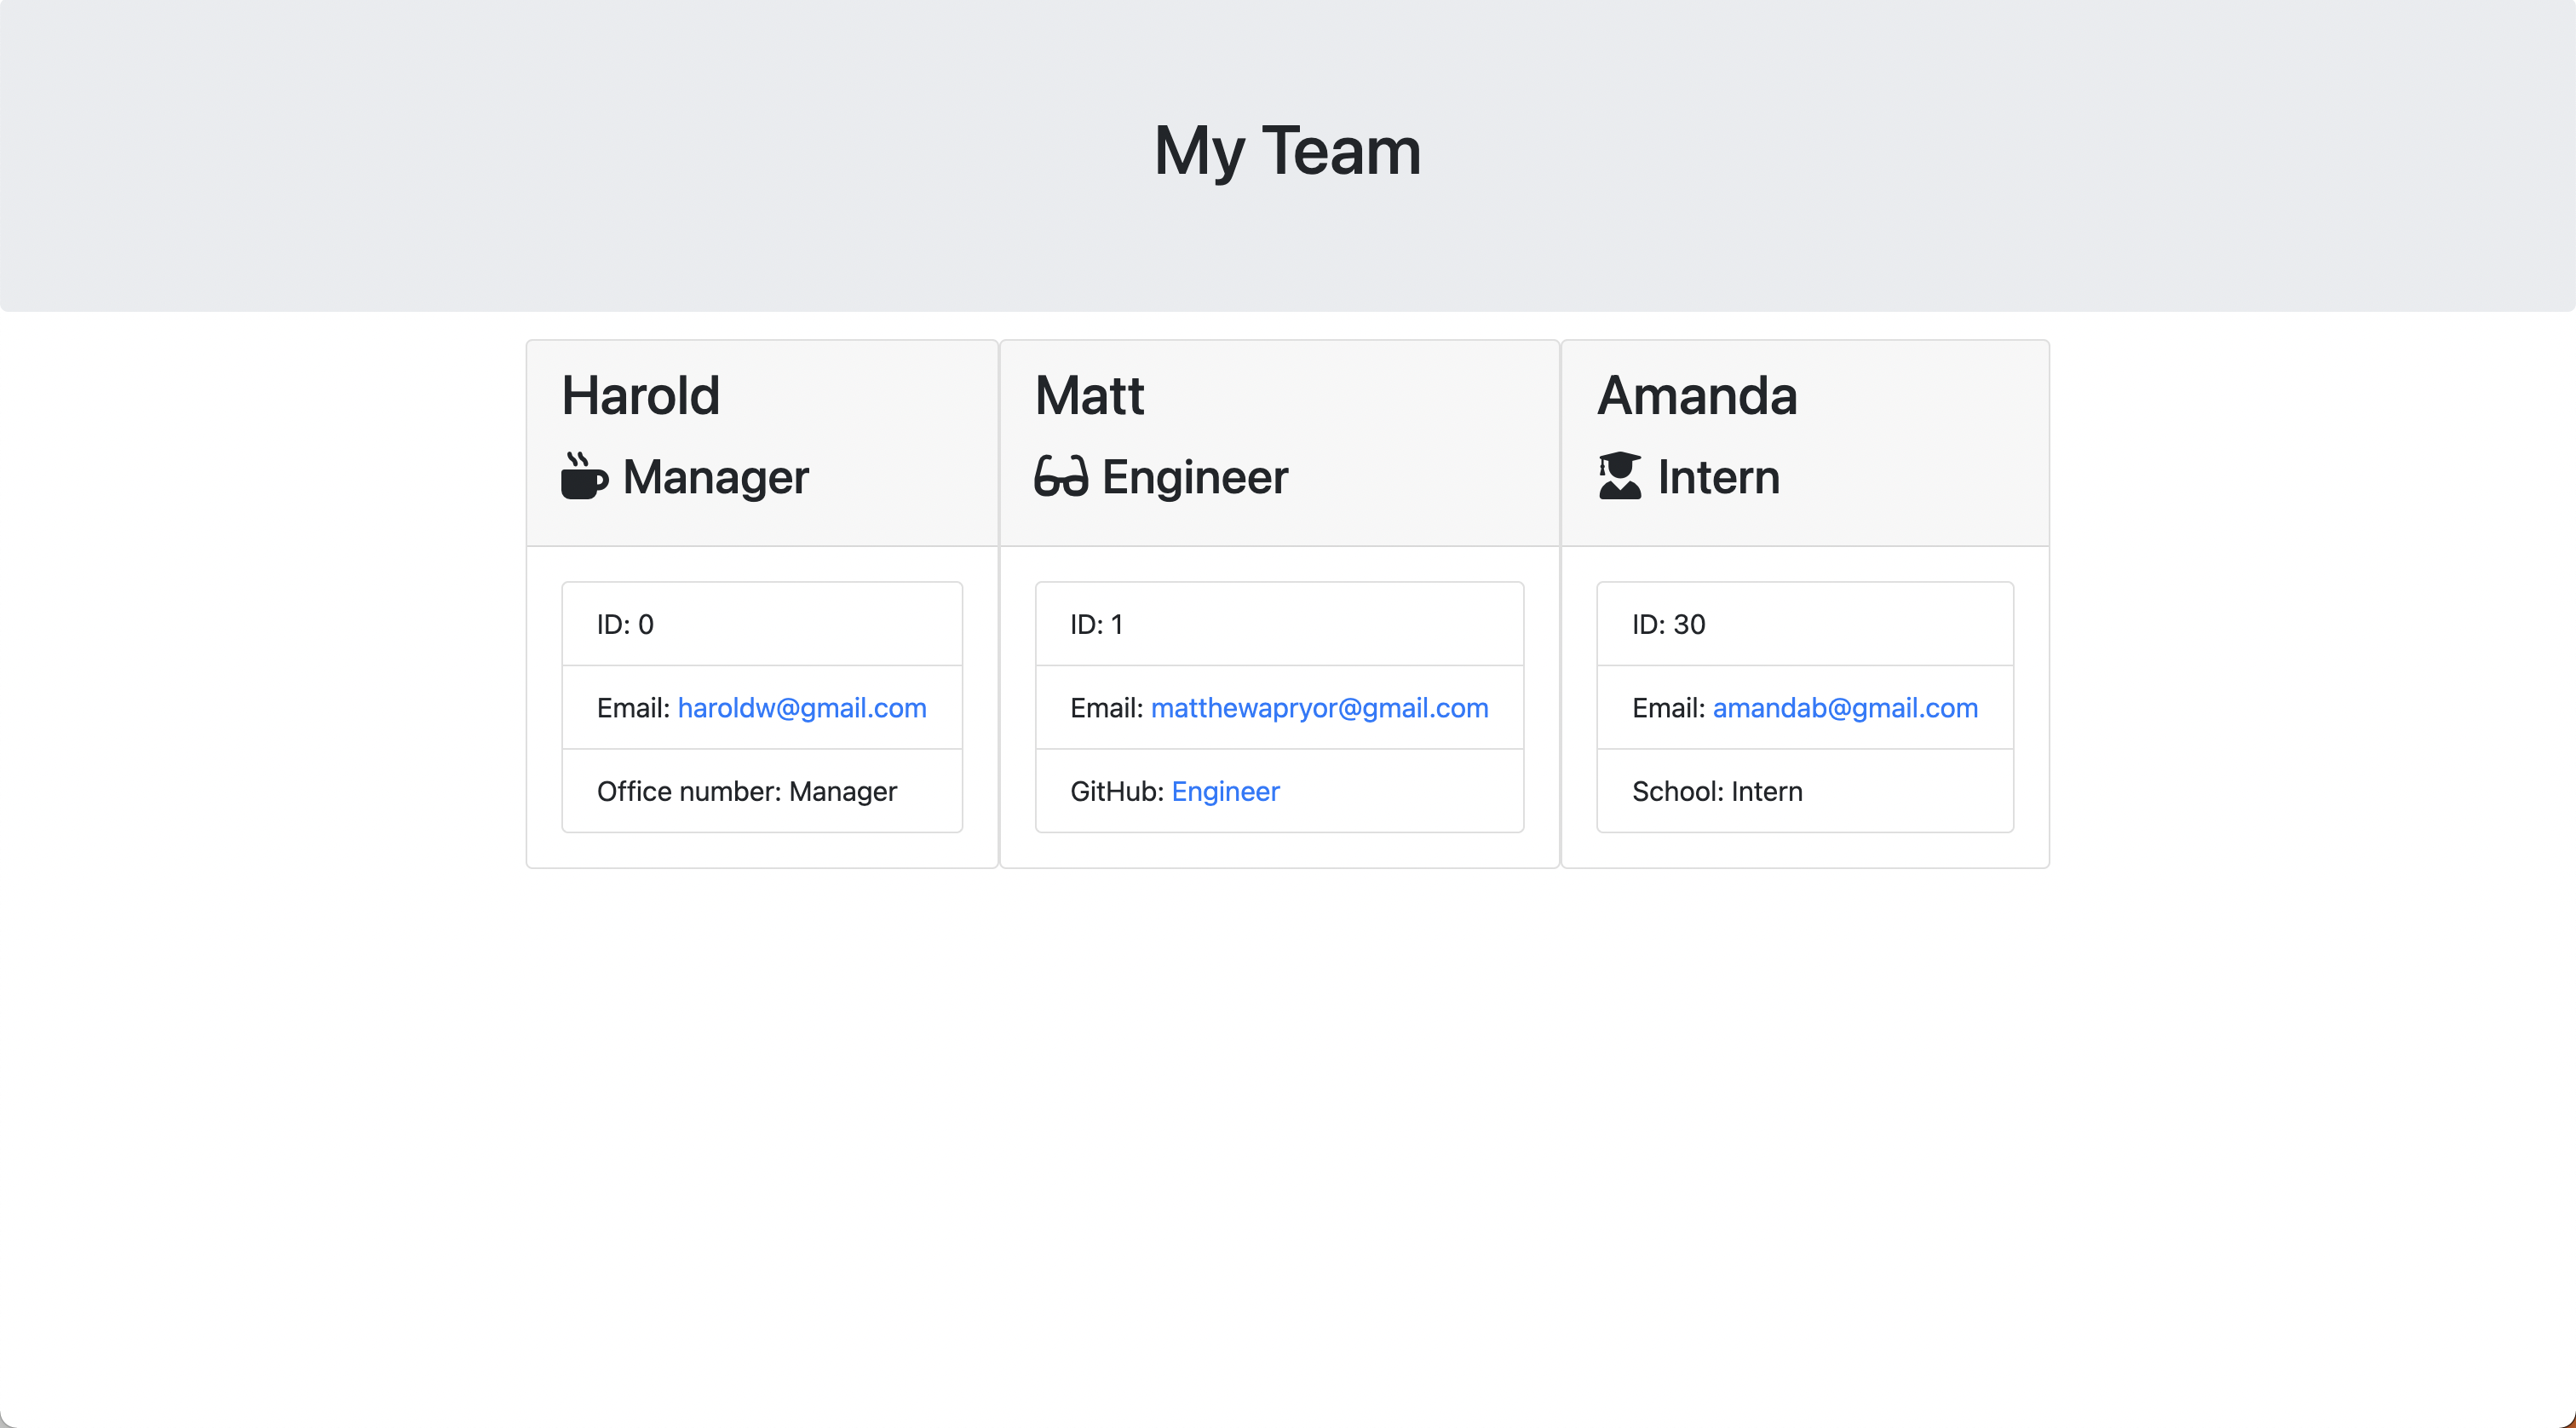 My Team
Harold
Manager
ID: 0
Email: haroldw@gmail.com
Office number: Manager
Matt
Engineer
ID: 1
Email: matthewapryor@gmail.com
GitHub: Engineer
Amanda
Intern
ID: 30
Email: amandab@gmail.com
School: Intern